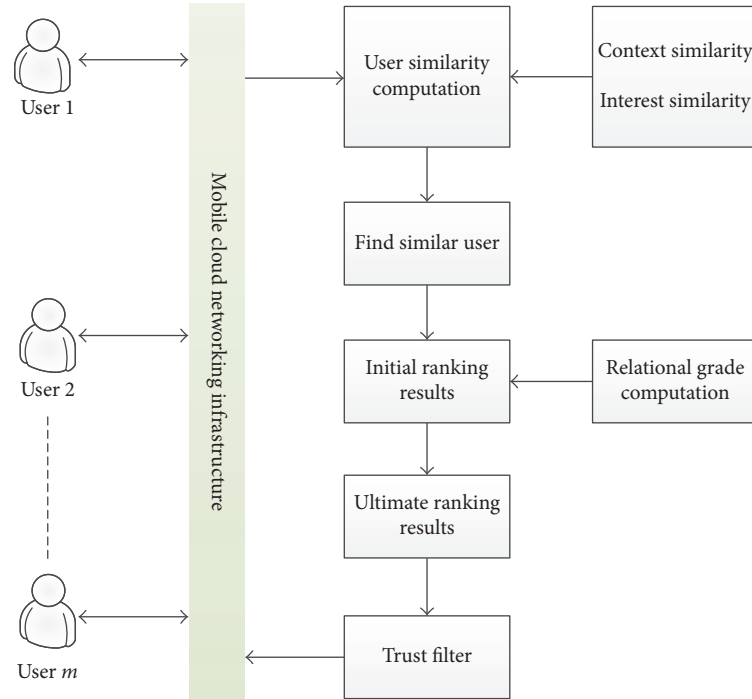 User 1
User 2
User m
Mobile cloud networking infrastructure
User similarity
computation
Context similarity
Interest similarity
Find similar user
Initial ranking
results
Relational grade
computation
Ultimate ranking
results
Trust filter